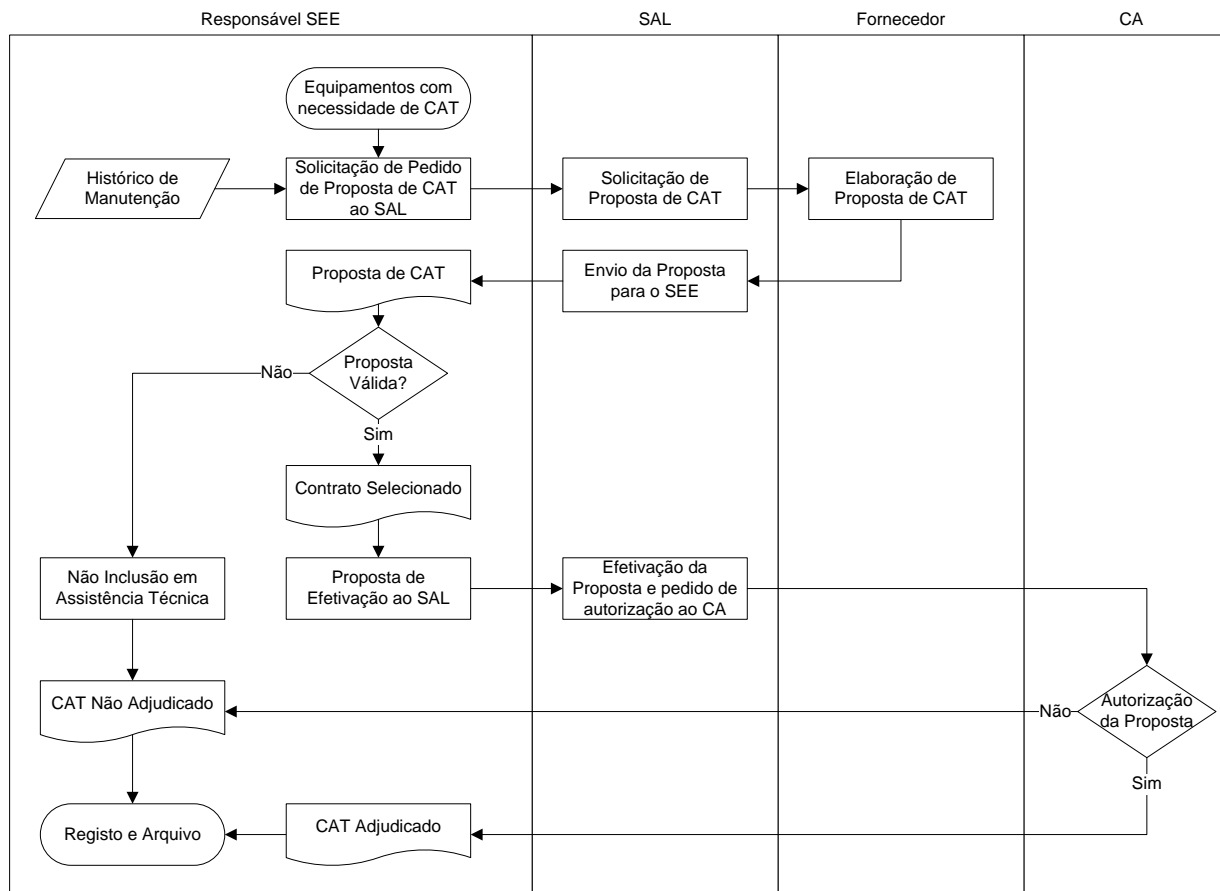 Responsável SEE
SAL
Fornecedor
CA
Equipamentos com
necessidade de CAT
Histórico de
Manutenção
Solicitação de Pedido
de Proposta de CAT
ao SAL
Solicitação de
Proposta de CAT
Elaboração de
Proposta de CAT
Proposta de CAT
Envio da Proposta
para o SEE
Proposta
Válida?
Não
Sim
Contrato Selecionado
Não Inclusão em
Assistência Técnica
Proposta de
Efetivação ao SAL
Efetivação da
Proposta e pedido de
autorização ao CA
CAT Não Adjudicado
Não
Autorização
da Proposta
Sim
Registo e Arquivo
CAT Adjudicado